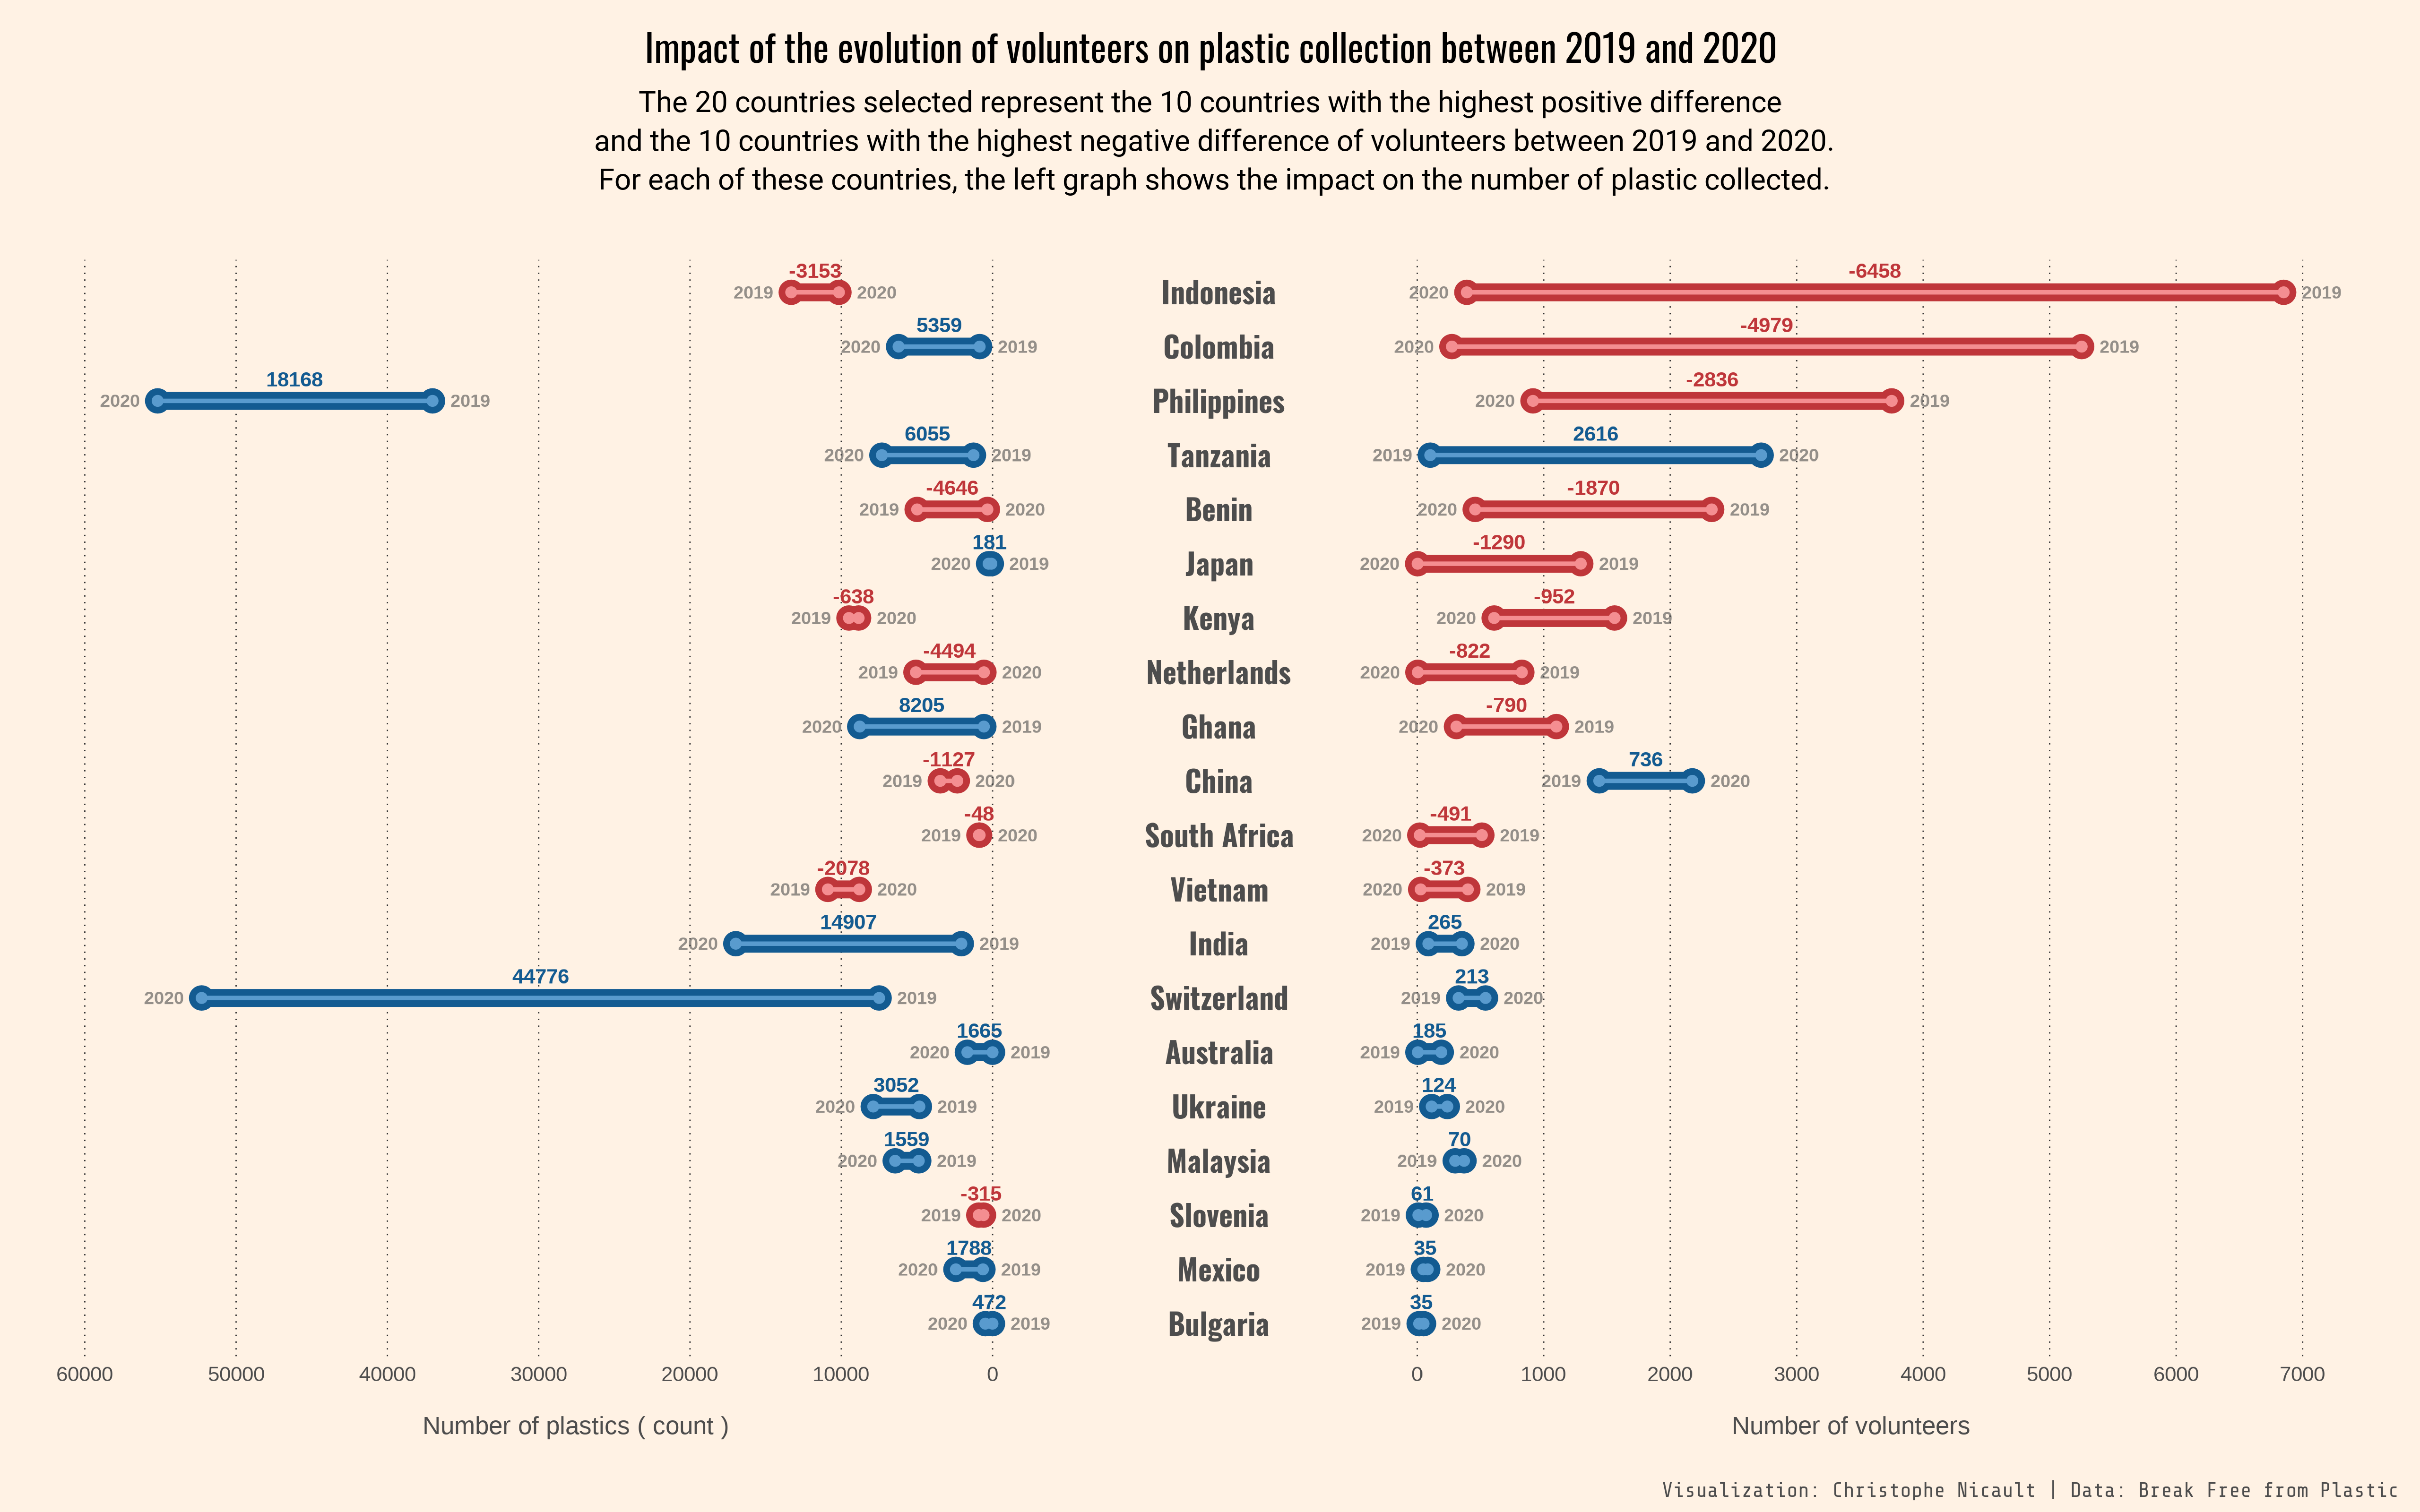 Impact of the evolution of volunteers on plastic collection between 2019 and 2020
The 20 countries selected represent the 10 countries with the highest positive difference
and the 10 countries with the highest negative difference of volunteers between 2019 and 2020.
For each of these countries, the left graph shows the impact on the number of plastic collected.
-3153 -6458
2019 2020 Indonesia 2020 2019
5359 -4979
2020 2019 Colombia 2020 2019
18168 -2836
2020 2019 Philippines 2020 2019
6055 2616
2020 2019 Tanzania 2019 2020
-4646 -1870
2019 2020 Benin 2020 2019
181 -1290
2020 2019 Japan 2020 2019
-638 -952
2019 2020 Kenya 2020 2019
-4494 -822
2019 2020 Netherlands 2020 2019
8205 -790
2020 2019 Ghana 2020 2019
-1127 736
2019 2020 China 2019 2020
-48 -491
2019 2020 South Africa 2020 2019
-2078 -373
2019 2020 Vietnam 2020 2019
14907 265
2020 2019 India 2019 2020
44776 213
2020 2019 Switzerland 2019 2020
1665 185
2020 2019 Australia 2019 2020
3052 124
2020 2019 Ukraine 2019 2020
1559 70
2020 2019 Malaysia 2019 2020
-315 61
2019 2020 Slovenia 2019 2020
1788 35
2020 2019 Mexico 2019 2020
472 35
2020 2019 Bulgaria 2019 2020
60000 50000 40000 30000 20000 10000 0 0 1000 2000 3000 4000 5000 6000 7000
Number of plastics ( count ) Number of volunteers
Visualization: Christophe Nicault | Data: Break Free from Plastic